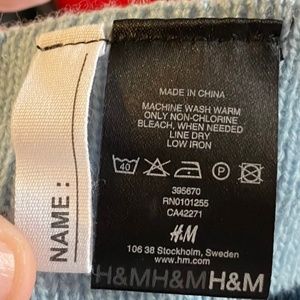 NAME:
MADE IN CHINA
MACHINE WASH WARM
ONLY NON-CHLORINE
BLEACH, WHEN NEEDED
LINE DRY
LOW IRON
40 P
395670
RN0101255
CA42271
H&M
106 38 Stockholm, Sweden
www.hm.com
H&MH&MH&M